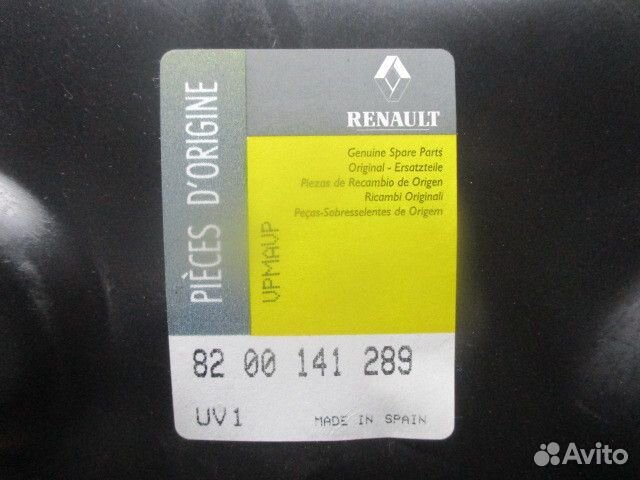 PIÈCES D'ORIGINE
RENAULT
Genuine Spare Parts
Original - Ersatzteile
Piezas de Recambio de Origen
Ricambi Originali
Peças-Sobresselentes de Origem
VPMAUP
82 00 141 289
UV1 MADE IN SPAIN
Avito